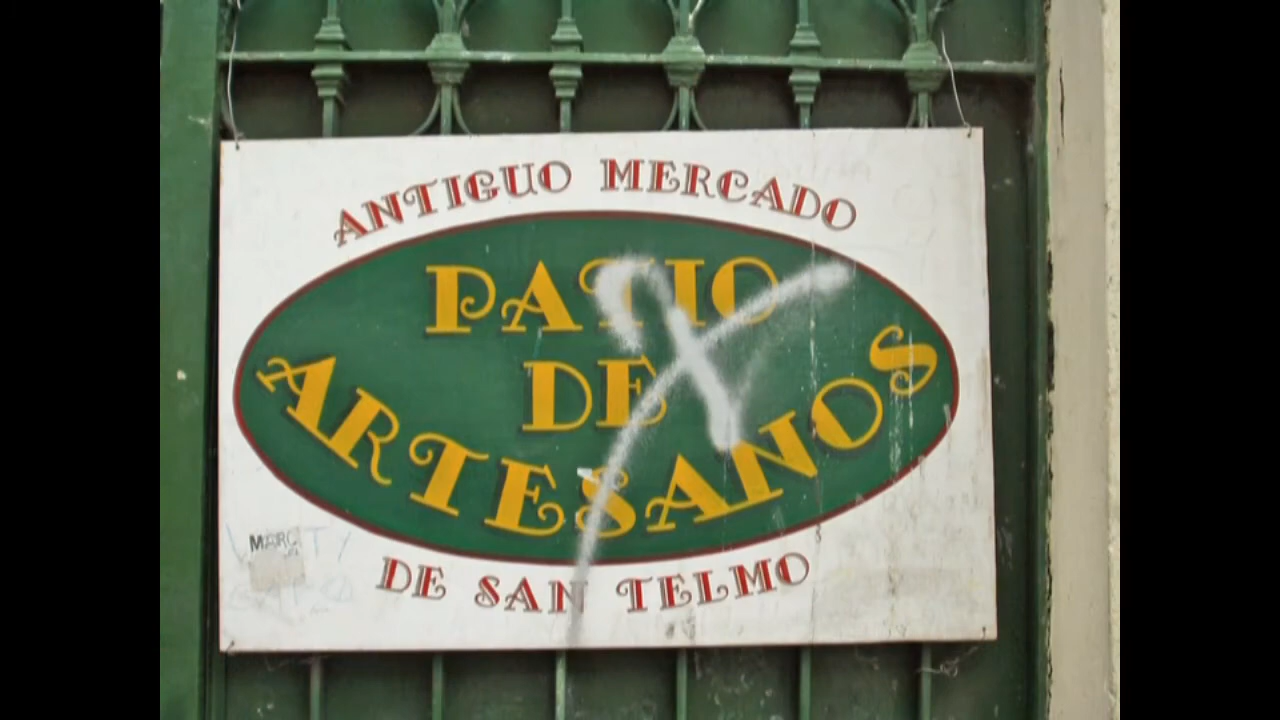 ANTIGUO MERCADO
PATIO
DE
ARTESANOS
DE SAN TELMO